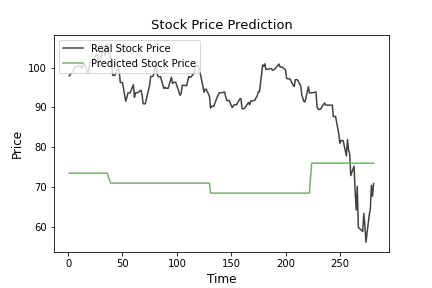 Stock Price Prediction
Real Stock Price
Predicted Stock Price
Price
100
90
80
70
60
0 50 100 150 200 250
Time